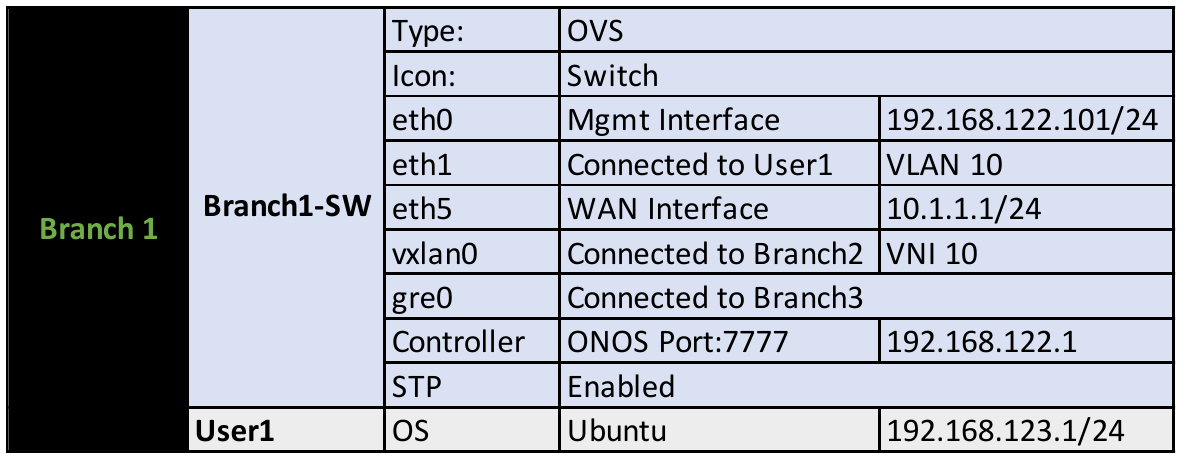 Branch 1
Branch1-SW
Type: OVS
Icon: Switch
eth0 Mgmt Interface 192.168.122.101/24
eth1 Connected to User1 VLAN 10
eth5 WAN Interface 10.1.1.1/24
vxlan0 Connected to Branch2 VNI 10
gre0 Connected to Branch3
Controller ONOS Port:7777 192.168.122.1
STP Enabled
User1 OS Ubuntu 192.168.123.1/24